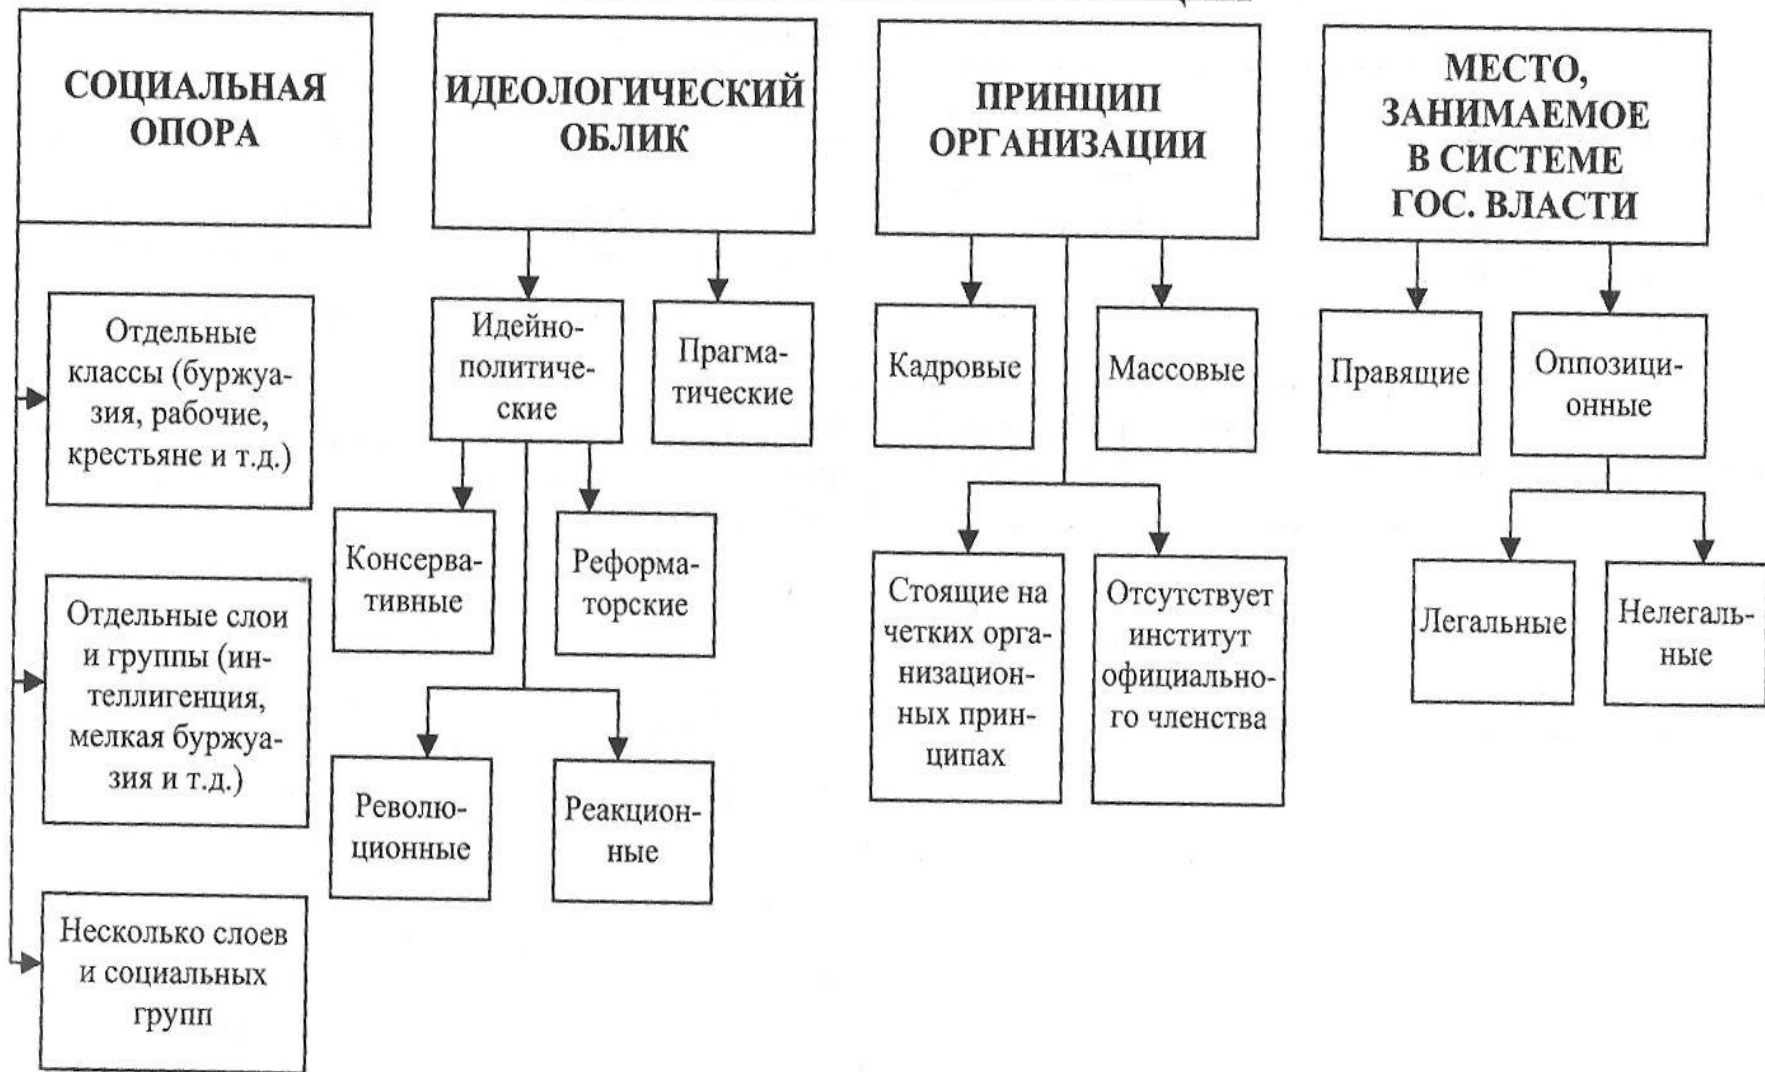 СОЦИАЛЬНАЯ
ОПОРА
Отдельные
классы (буржуа-
зия, рабочие,
крестьяне и т.д.)
Отдельные слои
и группы (ин-
теллигенция,
мелкая буржуа-
зия и т.д.)
Несколько слоев
и социальных
групп
ИДЕОЛОГИЧЕСКИЙ
ОБЛИК
Идейно-
политиче-
ские
Прагма-
тические
Консерва-
тивные
Реформа-
торские
Револю-
ционные
Реакцион-
ные
ПРИНЦИП
ОРГАНИЗАЦИИ
Кадровые
Массовые
Стоящие на
четких орга-
низацион-
ных прин-
ципах
Отсутствует
институт
официально-
го членства
МЕСТО,
ЗАНИМАЕМОЕ
В СИСТЕМЕ
ГОС. ВЛАСТИ
Правящие
Оппозици-
онные
Легальные
Нелегаль-
ные